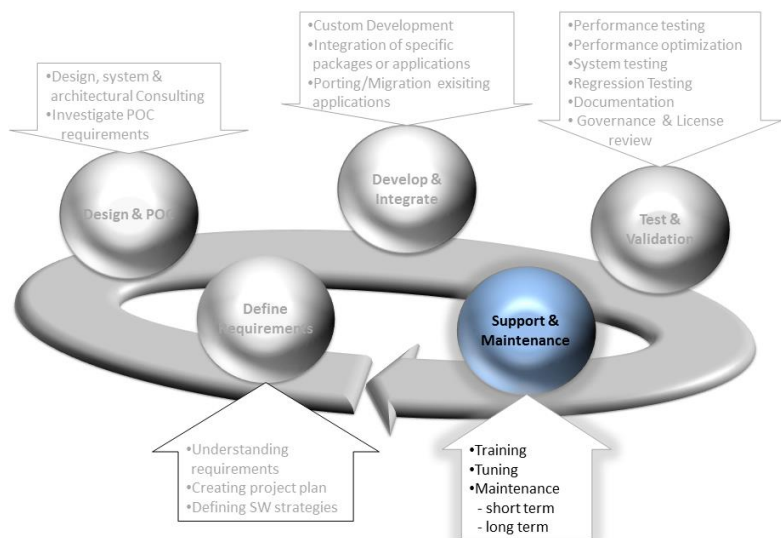 •Design, system &
architectural Consulting
•Investigate POC
requirements
Design & POC
•Custom Development
•Integration of specific
packages or applications
•Porting/Migration exisiting
applications
Develop &
Integrate
•Performance testing
•Performance optimization
•System testing
•Regression Testing
•Documentation
• Governance & License
review
Test &
Validation
Define
Requirements
•Understanding
requirements
•Creating project plan
•Defining SW strategies
Support &
Maintenance
•Training
•Tuning
•Maintenance
- short term
- long term